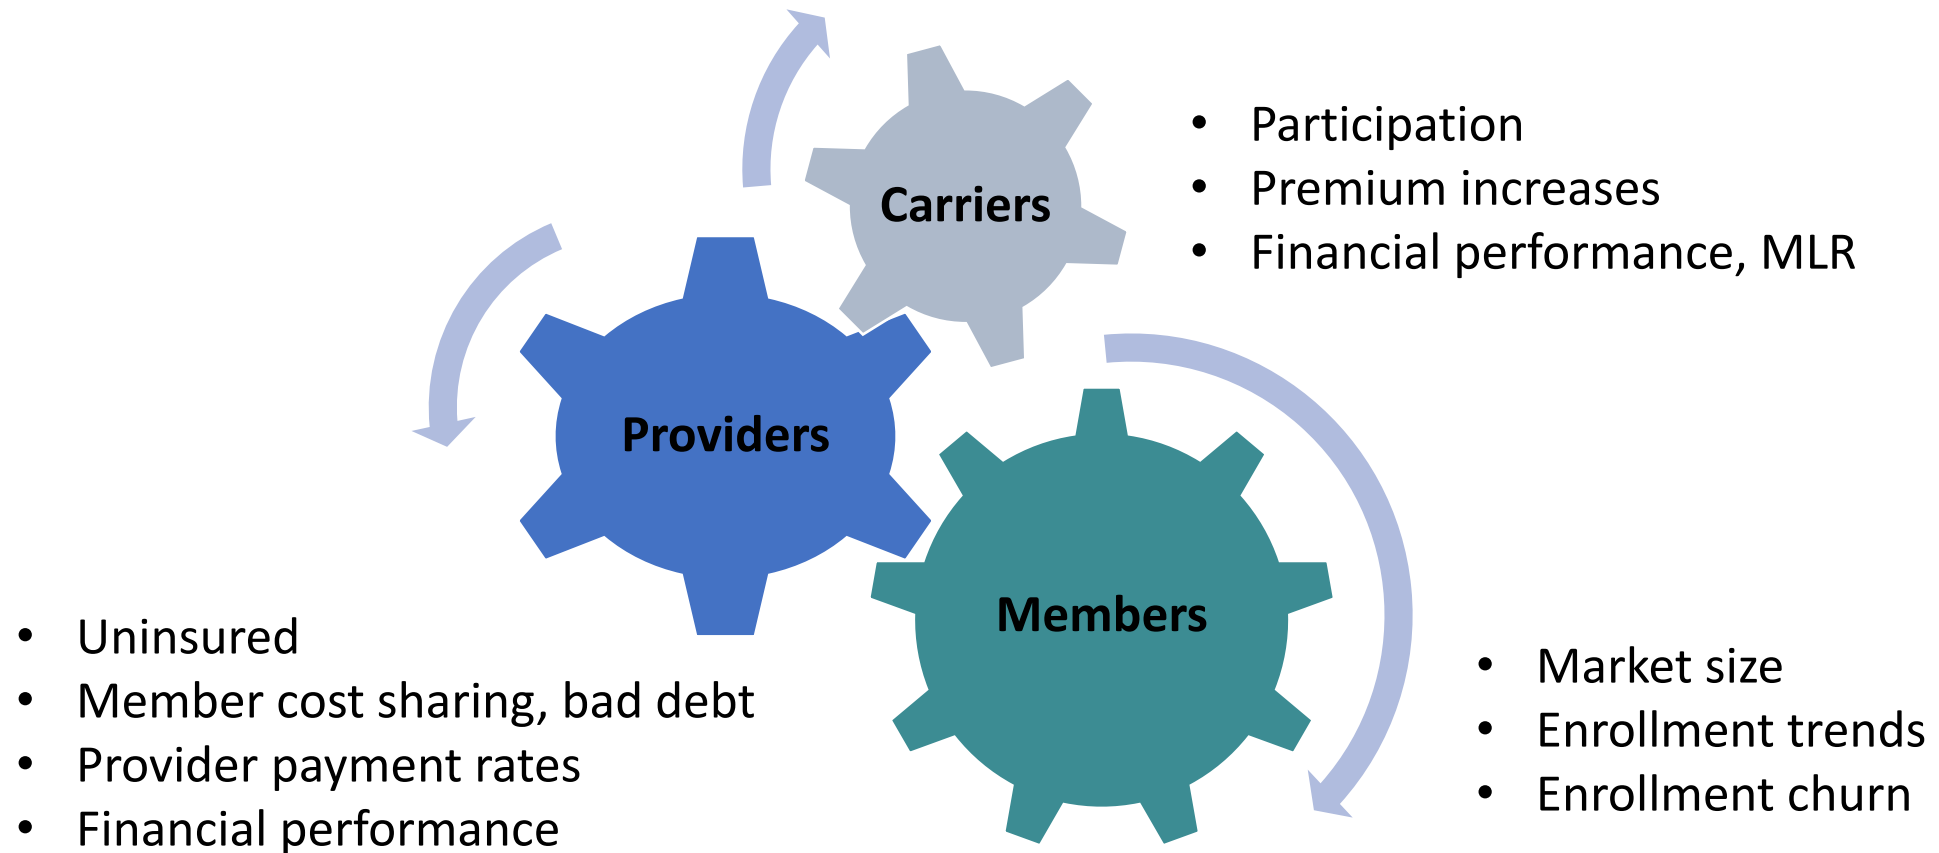 Carriers
• Participation
• Premium increases
• Financial performance, MLR
Providers
• Uninsured
• Member cost sharing, bad debt
• Provider payment rates
• Financial performance
Members
• Market size
• Enrollment trends
• Enrollment churn